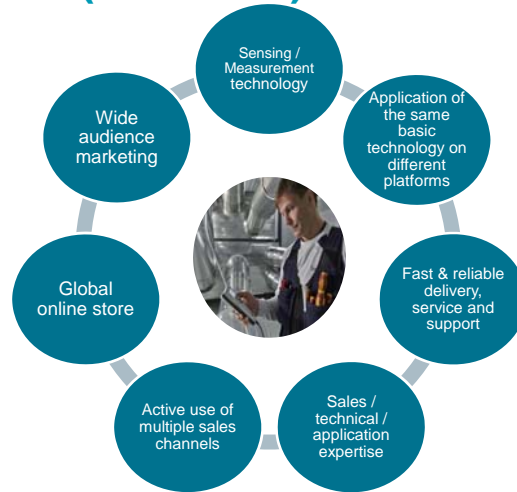 Sensing /
Measurement
technology
Application of
the same
basic
technology on
different
platforms
Fast & reliable
delivery,
service and
support
Sales /
technical /
application
expertise
Active use of
multiple sales
channels
Global
online store
Wide
audience
marketing